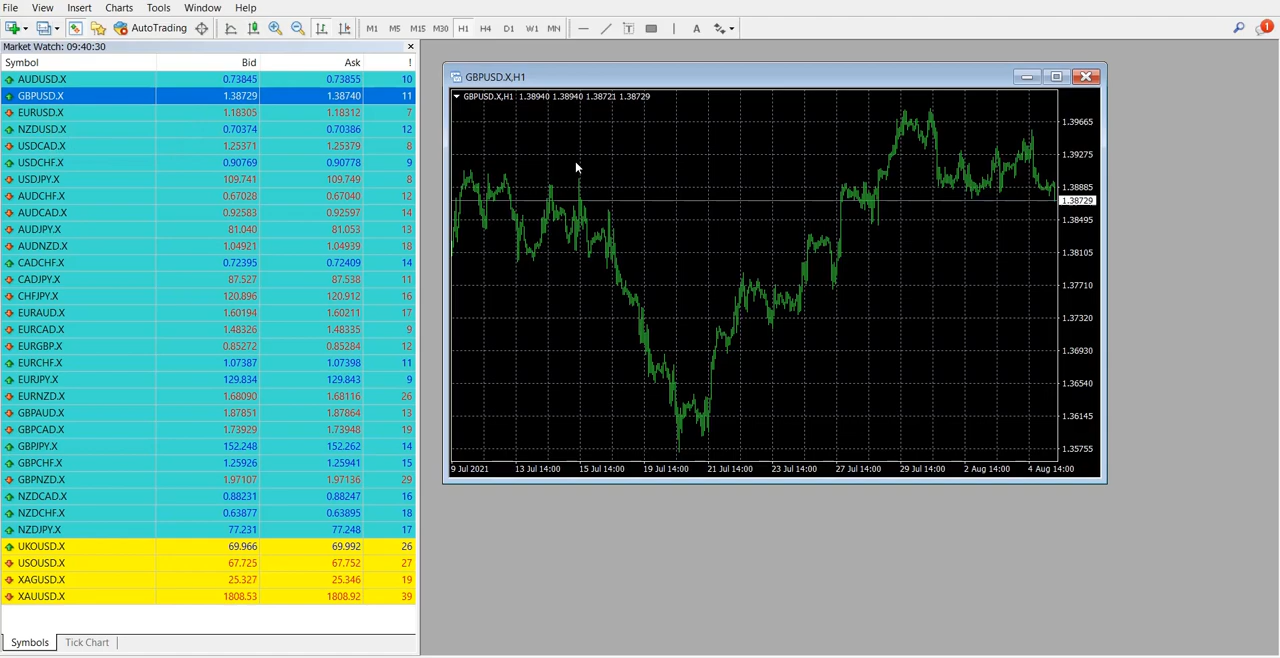 File View Insert Charts Tools Window Help
AutoTrading M1 M5 M15 M30 H1 H4 D1 W1 MN T A 1
Market Watch: 09:40:30
Symbol Bid Ask !
AUDUSD.X 0.73845 0.73855 10
GBPUSD.X 1.38729 1.38740 11
EURUSD.X 1.18305 1.18312 7
NZDUSD.X 0.70374 0.70386 12
USDCAD.X 1.25371 1.25379 8
USDCHF.X 0.90769 0.90778 9
USDJPY.X 109.741 109.749 8
AUDCHF.X 0.67028 0.67040 12
AUDCAD.X 0.92583 0.92597 14
AUDJPY.X 81.040 81.053 13
AUDNZD.X 1.04921 1.04939 18
CADCHF.X 0.72395 0.72409 14
CADJPY.X 87.527 87.538 11
CHFJPY.X 120.896 120.912 16
EURAUD.X 1.60194 1.60211 17
EURCAD.X 1.48326 1.48335 9
EURGBP.X 0.85272 0.85284 12
EURCHF.X 1.07387 1.07398 11
EURJPY.X 129.834 129.843 9
EURNZD.X 1.68090 1.68116 26
GBPAUD.X 1.87851 1.87864 13
GBPCAD.X 1.73929 1.73948 19
GBPJPY.X 152.248 152.262 14
GBPCHF.X 1.25926 1.25941 15
GBPNZD.X 1.97107 1.97136 29
NZDCAD.X 0.88231 0.88247 16
NZDCHF.X 0.63877 0.63895 18
NZDJPY.X 77.231 77.248 17
UKOUSD.X 69.966 69.992 26
USOUSD.X 67.725 67.752 27
XAGUSD.X 25.327 25.346 19
XAUUSD.X 1808.53 1808.92 39
Symbols Tick Chart
GBPUSD.X,H1
GBPUSD.X,H1 1.38940 1.38940 1.38721 1.38729
1.39665
1.39275
1.38885
1.38729
1.38495
1.38105
1.37710
1.37320
1.36930
1.36540
1.36145
1.35755
9 Jul 2021 13 Jul 14:00 15 Jul 14:00 19 Jul 14:00 21 Jul 14:00 23 Jul 14:00 27 Jul 14:00 29 Jul 14:00 2 Aug 14:00 4 Aug 14:00